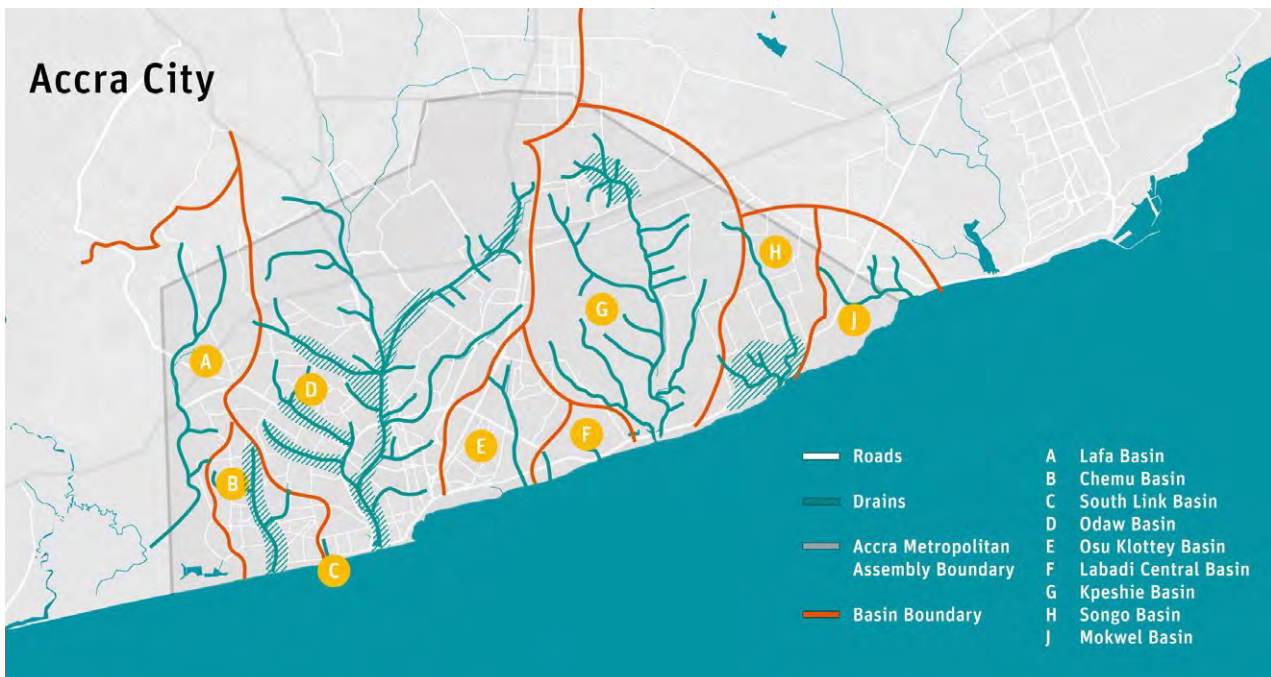 Accra City
A
B
C
D
E
F
G
H
J
Roads
Drains
Accra Metropolitan
Assembly Boundary
Basin Boundary
A Lafa Basin
B Chemu Basin
C South Link Basin
D Odaw Basin
E Osu Klottey Basin
F Labadi Central Basin
G Kpeshie Basin
H Songo Basin
J Mokwel Basin